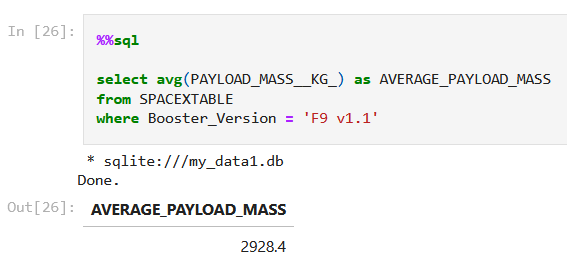 In [26]:
%%sql
select avg(PAYLOAD_MASS__KG_) as AVERAGE_PAYLOAD_MASS
from SPACEXTABLE
where Booster_Version = 'F9 v1.1'
* sqlite:///my_data1.db
Done.
Out[26]:
AVERAGE_PAYLOAD_MASS
2928.4